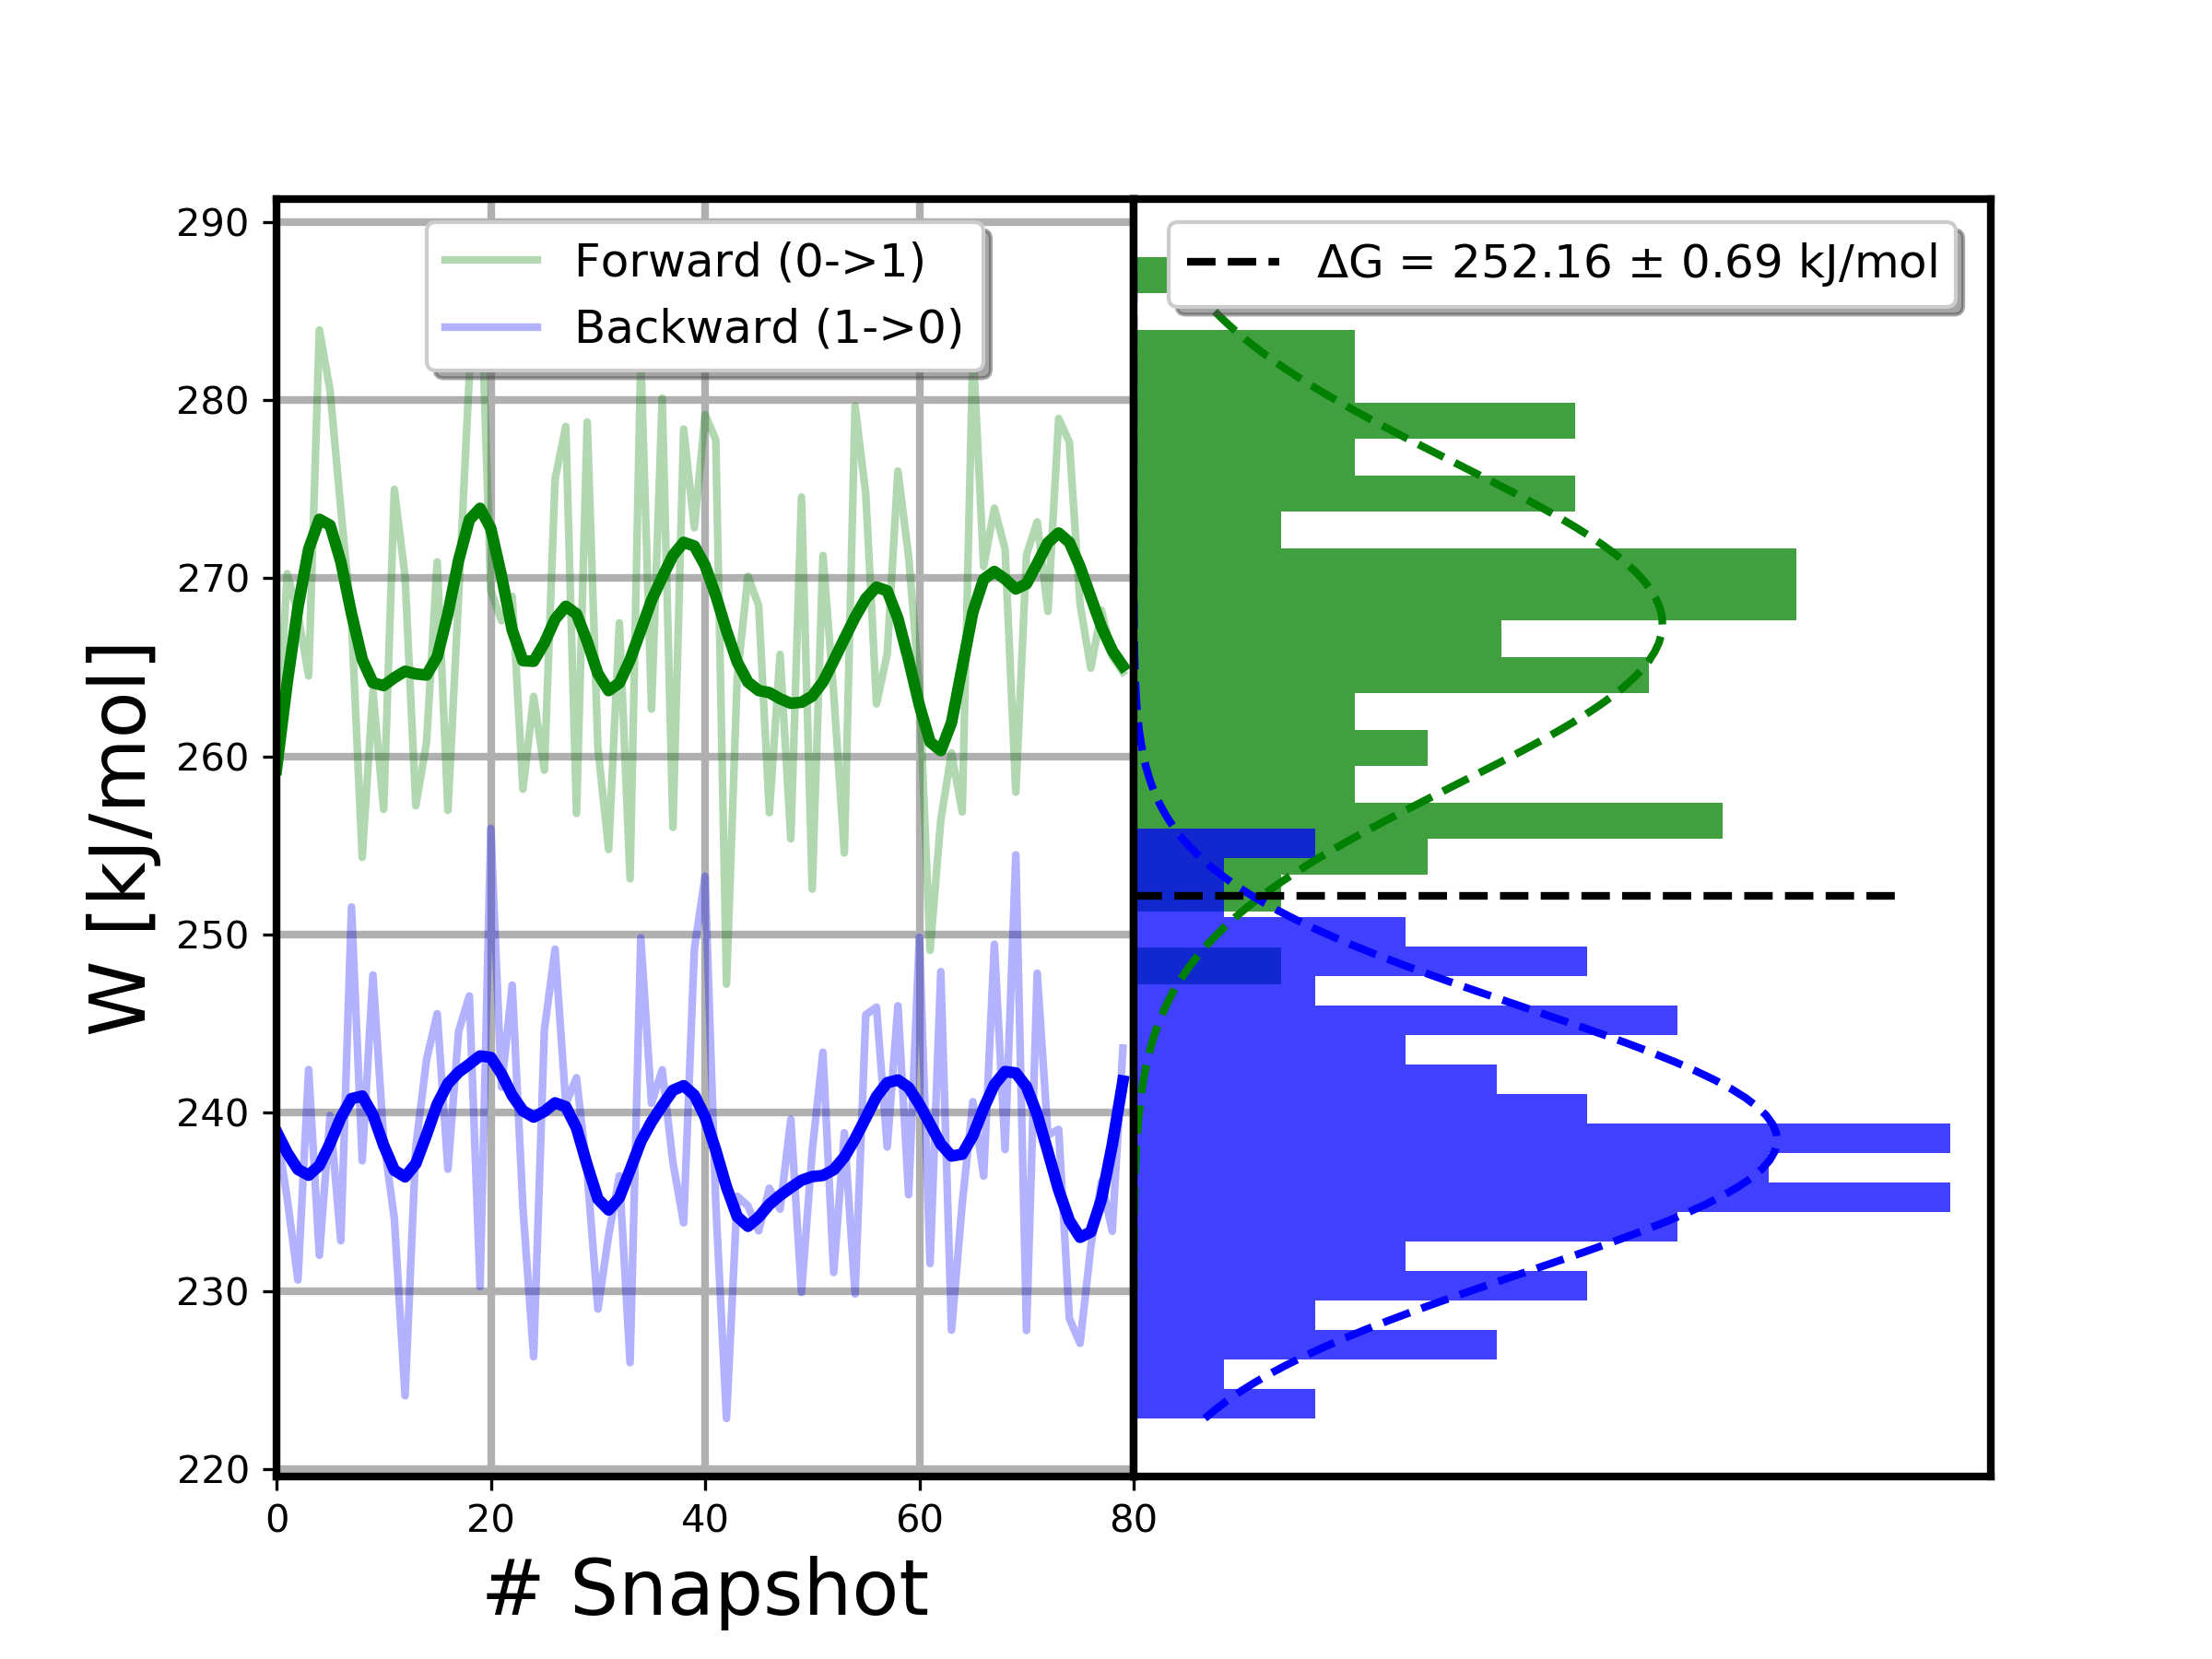 290
280
270
260
250
240
230
220
W [kJ/mol]
Forward (0->1)
Backward (1->0)
ΔG = 252.16 ± 0.69 kJ/mol
0 20 40 60 80
# Snapshot